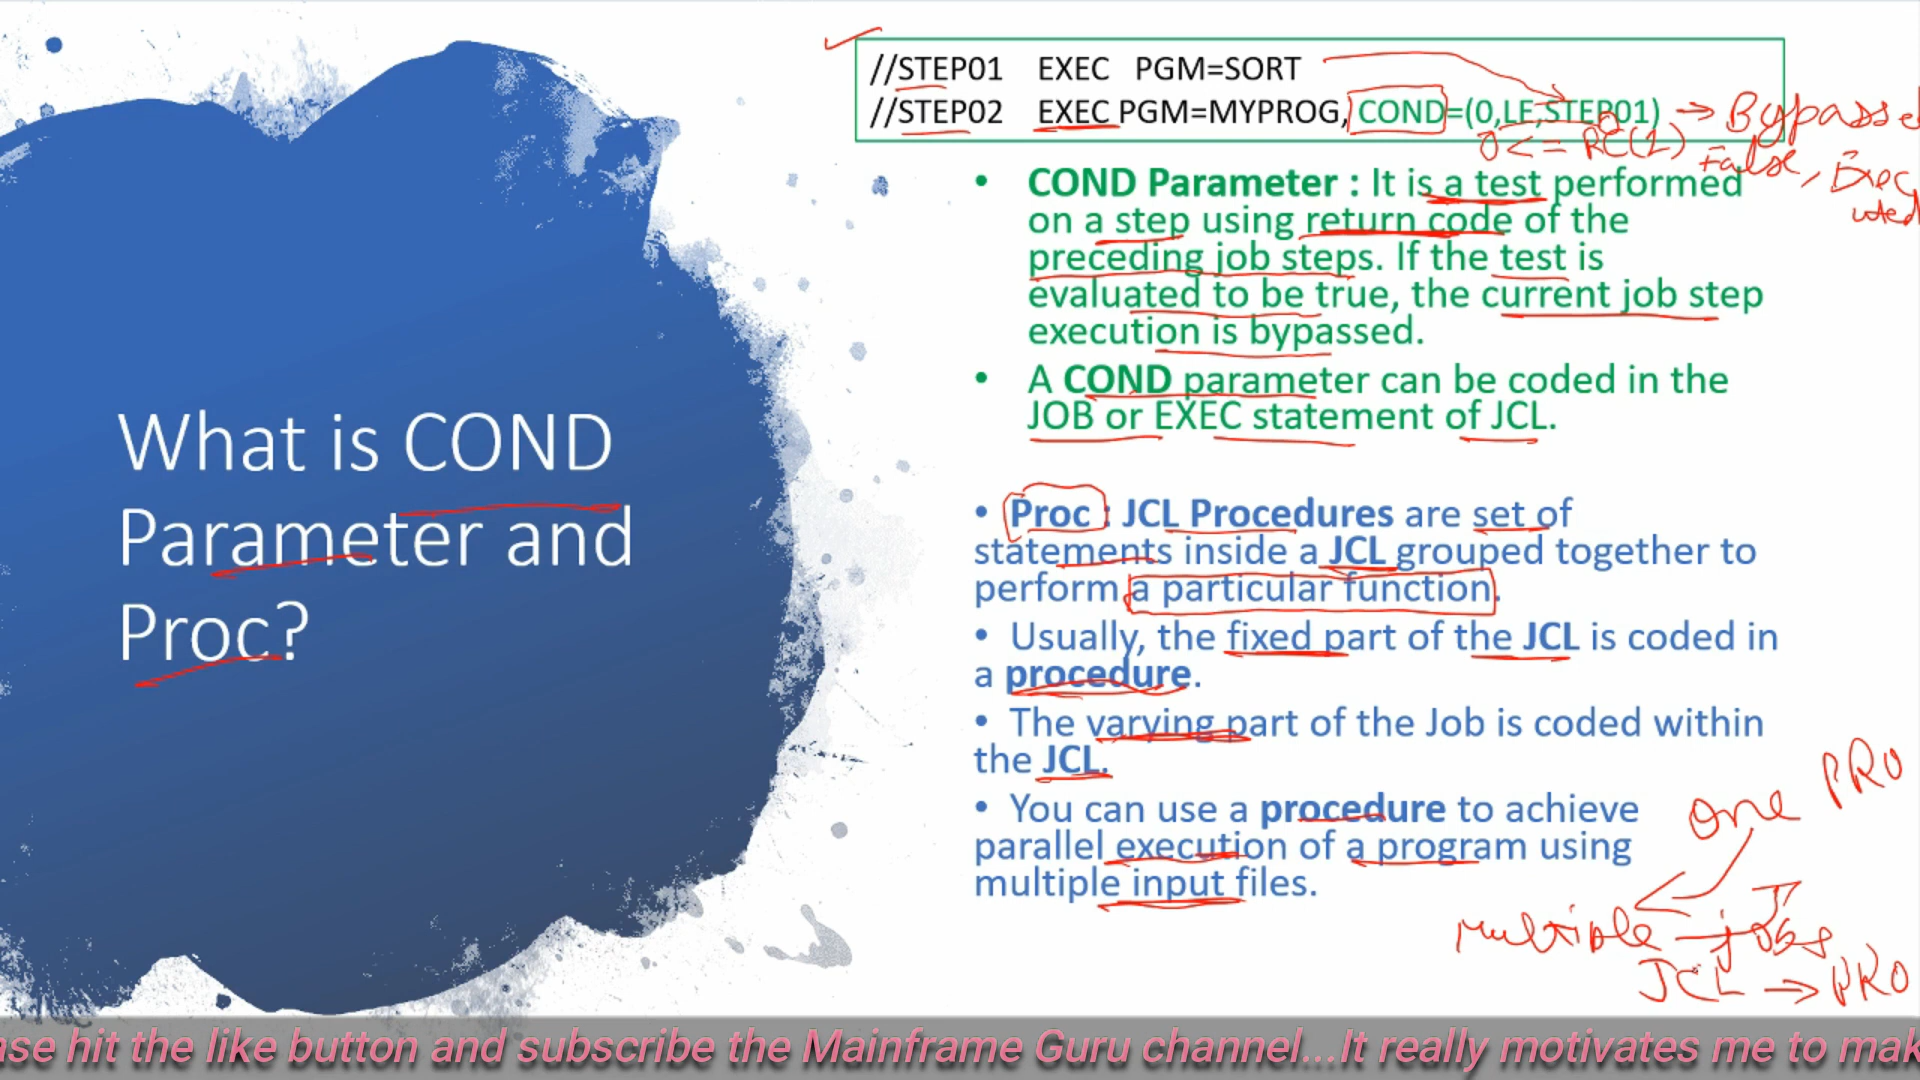 What is COND
Parameter and
Proc?
//STEP01 EXEC PGM=SORT
//STEP02 EXEC PGM=MYPROG, COND=(0,LE,STEP01) → Bypassed
0 <= RC(1)
False, Exec
uted
• COND Parameter : It is a test performed
on a step using return code of the
preceding job steps. If the test is
evaluated to be true, the current job step
execution is bypassed.
• A COND parameter can be coded in the
JOB or EXEC statement of JCL.
• Proc : JCL Procedures are set of
statements inside a JCL grouped together to
perform a particular function.
• Usually, the fixed part of the JCL is coded in
a procedure.
• The varying part of the Job is coded within
the JCL.
• You can use a procedure to achieve
parallel execution of a program using
multiple input files.
one PRO
multiple jobs
JCL → PRO
ase hit the like button and subscribe the Mainframe Guru channel...It really motivates me to mak